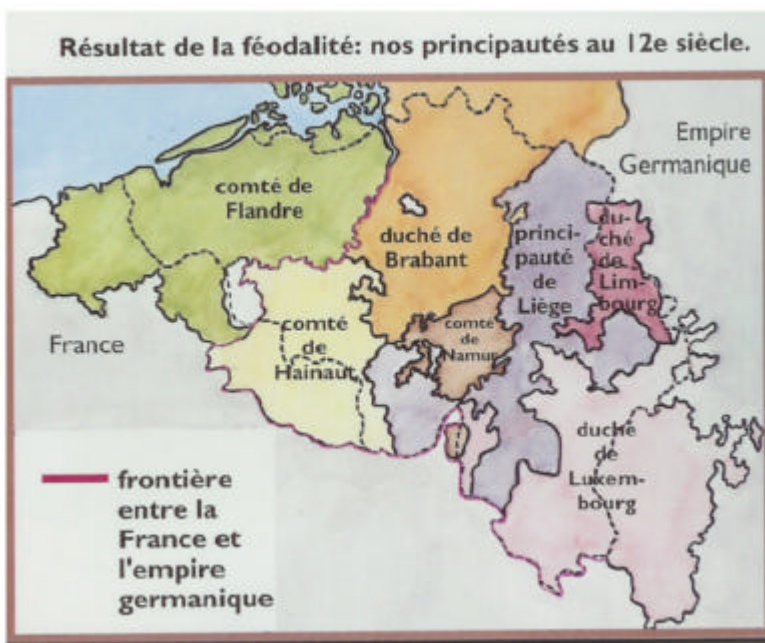 Résultat de la féodalité: nos principautés au 12e siècle.
Empire
Germanique
comté de
Flandre
duché de
Brabant
princi-
pauté
de
Liège
du-
ché
de
Lim-
bourg
France
comté
de
Hainaut
comté
de
Namur
duché
de
Luxem-
bourg
frontière
entre la
France et
l'empire
germanique